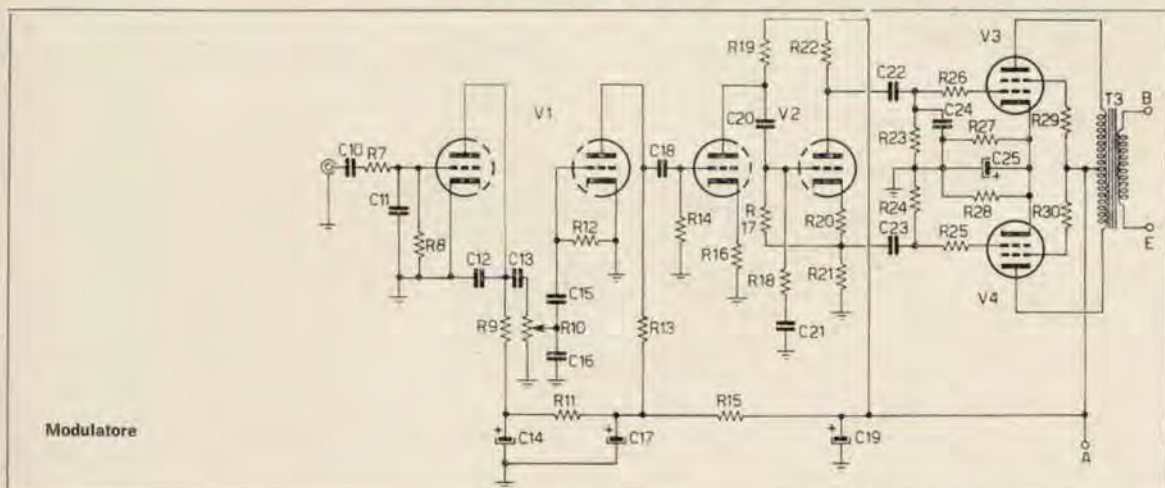 R19
R22
V3
C22
R26
T3
B
V1
C20
V2
C24
R29
C10
R7
C18
R23
R27
C25
+
C11
R12
R14
R
17
R20
R24
R28
R30
R8
C23
R25
E
C12
C13
R16
R18
R21
V4
C15
R9
R10
R13
C21
C16
R11
R15
Modulatore
+
C14
+
C17
+
C19
A